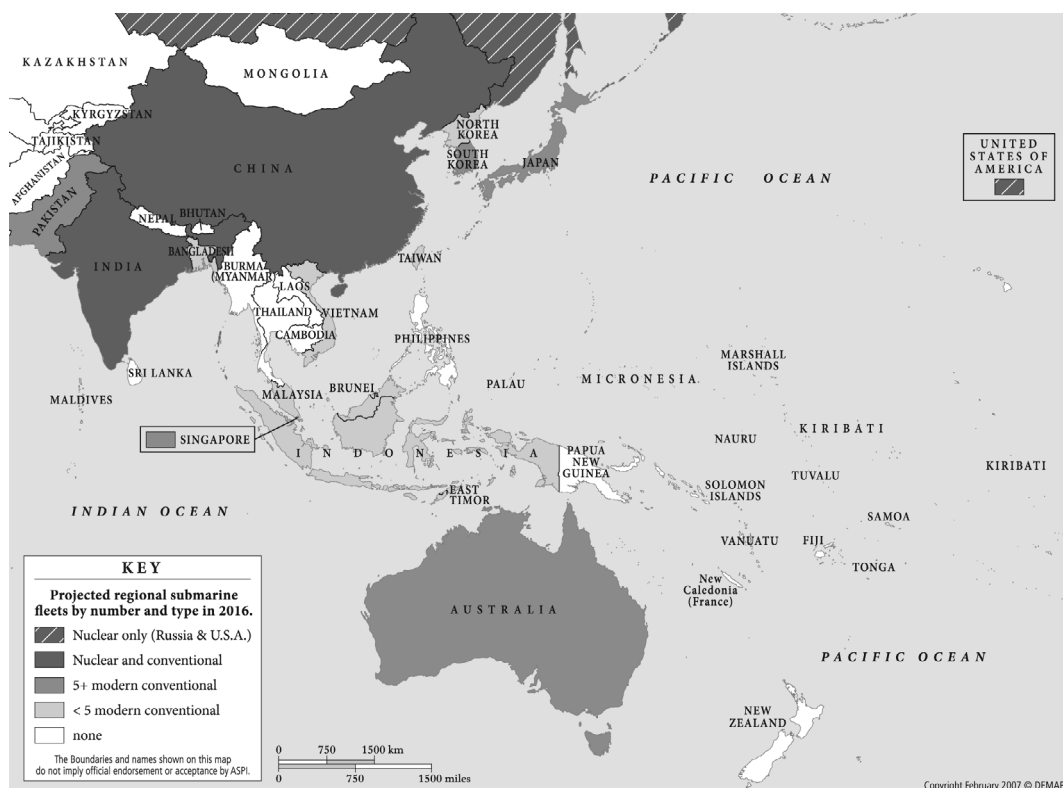 KAZAKHSTAN
MONGOLIA
KYRGYZSTAN
TAJIKISTAN
AFGHANISTAN
PAKISTAN
CHINA
NORTH
KOREA
SOUTH
KOREA
JAPAN
PACIFIC OCEAN
UNITED
STATES OF
AMERICA
NEPAL
BHUTAN
BANGLADESH
INDIA
BURMA
(MYANMAR)
LAOS
TAIWAN
THAILAND
VIETNAM
CAMBODIA
PHILIPPINES
SRI LANKA
MALDIVES
MALAYSIA
BRUNEI
PALAU
MICRONESIA
MARSHALL
ISLANDS
SINGAPORE
INDONESIA
PAPUA
NEW
GUINEA
NAURU
KIRIBATI
KIRIBATI
TUVALU
SOLOMON
ISLANDS
EAST
TIMOR
INDIAN OCEAN
SAMOA
VANUATU
FIJI
TONGA
New
Caledonia
(France)
AUSTRALIA
PACIFIC OCEAN
NEW
ZEALAND
KEY
Projected regional submarine
fleets by number and type in 2016.
Nuclear only (Russia & U.S.A.)
Nuclear and conventional
5+ modern conventional
< 5 modern conventional
none
The Boundaries and names shown on this map
do not imply official endorsement or acceptance by ASPI.
0 750 1500 km
0 750 1500 miles
Copyright February 2007 © DEMAP